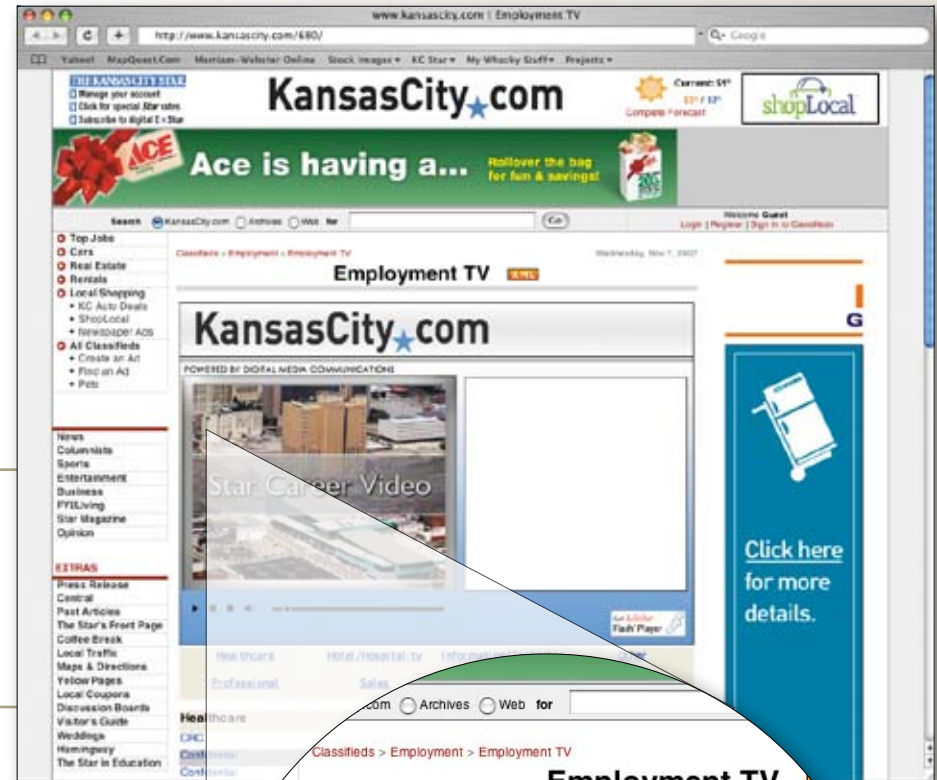 www.kansascity.com | Employment TV
http://www.kansascity.com/680/
Google
Yahoo! MapQuest.Com Merriam-Webster Online Stock Images KC Star My Whacky Stuff Projects
THE KANSAS CITY STAR
Manage your account
Click for special Star rates
Subscribe to digital E-Star
KansasCity.com
Complete Forecast
shopLocal
ACE
Ace is having a...
Rollover the bag
for fun & savings!
Search KansasCity.com Archives Web for
Go
Welcome Guest
Login | Register | Sign in to Classifieds
Top Jobs
Cars
Real Estate
Rentals
Local Shopping
• KC Auto Deals
• ShopLocal
• Newspaper Ads
All Classifieds
• Create an Ad
• Find an Ad
• Pets
Classifieds > Employment > Employment TV
Wednesday, Nov 7, 2007
Employment TV XML
KansasCity.com
POWERED BY DIGITAL MEDIA COMMUNICATIONS
Star Career Video
G
News
Columnists
Sports
Entertainment
Business
FYI/Living
Star Magazine
Opinion
EXTRAS
Press Release
Central
Past Articles
The Star's Front Page
Coffee Break
Local Traffic
Maps & Directions
Yellow Pages
Local Coupons
Discussion Boards
Visitor's Guide
Weddings
Hemingway
The Star in Education
Click here
for more
details.
Get Adobe
Flash Player
Healthcare Hotel/Hospitality Other
Professional Sales
Healthcare
.com Archives Web for
Classifieds > Employment > Employment TV
Employment TV